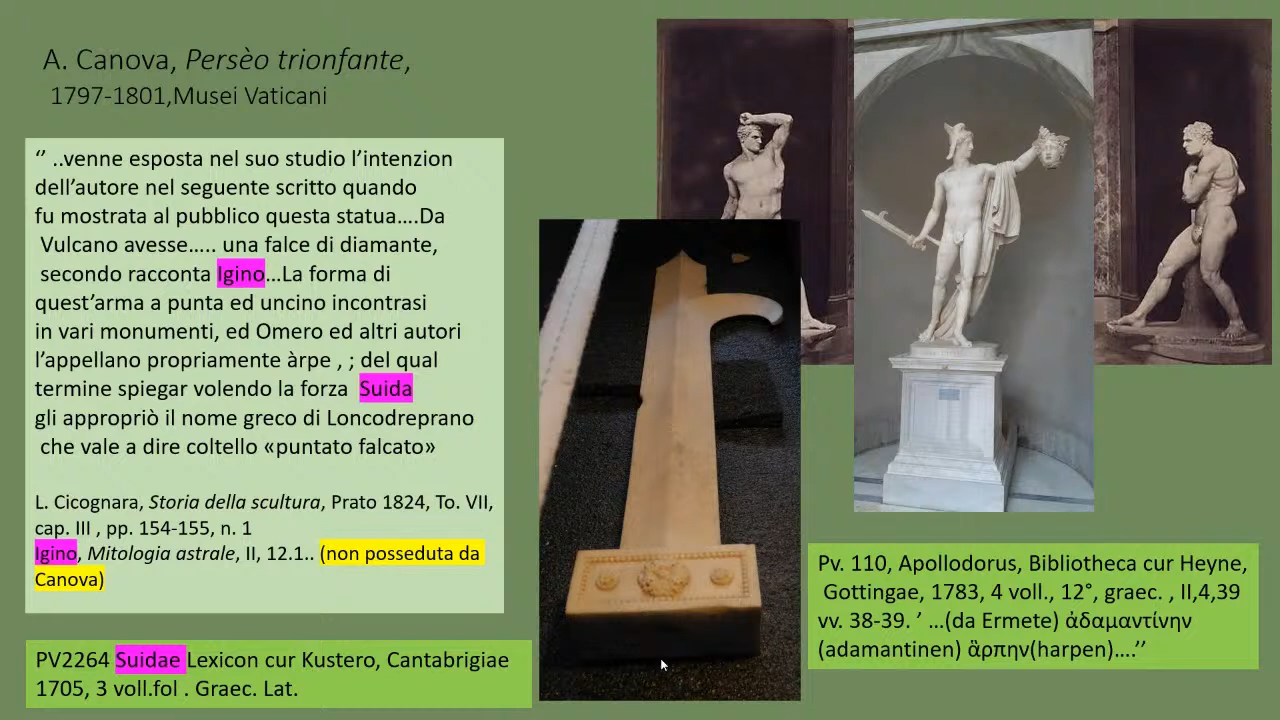 A. Canova, Persèo trionfante,
1797-1801,Musei Vaticani
‘’ ..venne esposta nel suo studio l’intenzion
dell’autore nel seguente scritto quando
fu mostrata al pubblico questa statua….Da
Vulcano avesse….. una falce di diamante,
secondo racconta Igino…La forma di
quest’arma a punta ed uncino incontrasi
in vari monumenti, ed Omero ed altri autori
l’appellano propriamente àrpe , ; del qual
termine spiegar volendo la forza Suida
gli appropriò il nome greco di Loncodreprano
che vale a dire coltello «puntato falcato»
L. Cicognara, Storia della scultura, Prato 1824, To. VII,
cap. III , pp. 154-155, n. 1
Igino, Mitologia astrale, II, 12.1.. (non posseduta da
Canova)
PV2264 Suidae Lexicon cur Kustero, Cantabrigiae
1705, 3 voll.fol . Graec. Lat.
Pv. 110, Apollodorus, Bibliotheca cur Heyne,
Gottingae, 1783, 4 voll., 12°, graec. , II,4,39
vv. 38-39. ’ …(da Ermete) ἀδαμαντίνην
(adamantinen) ἅρπην(harpen)….’’